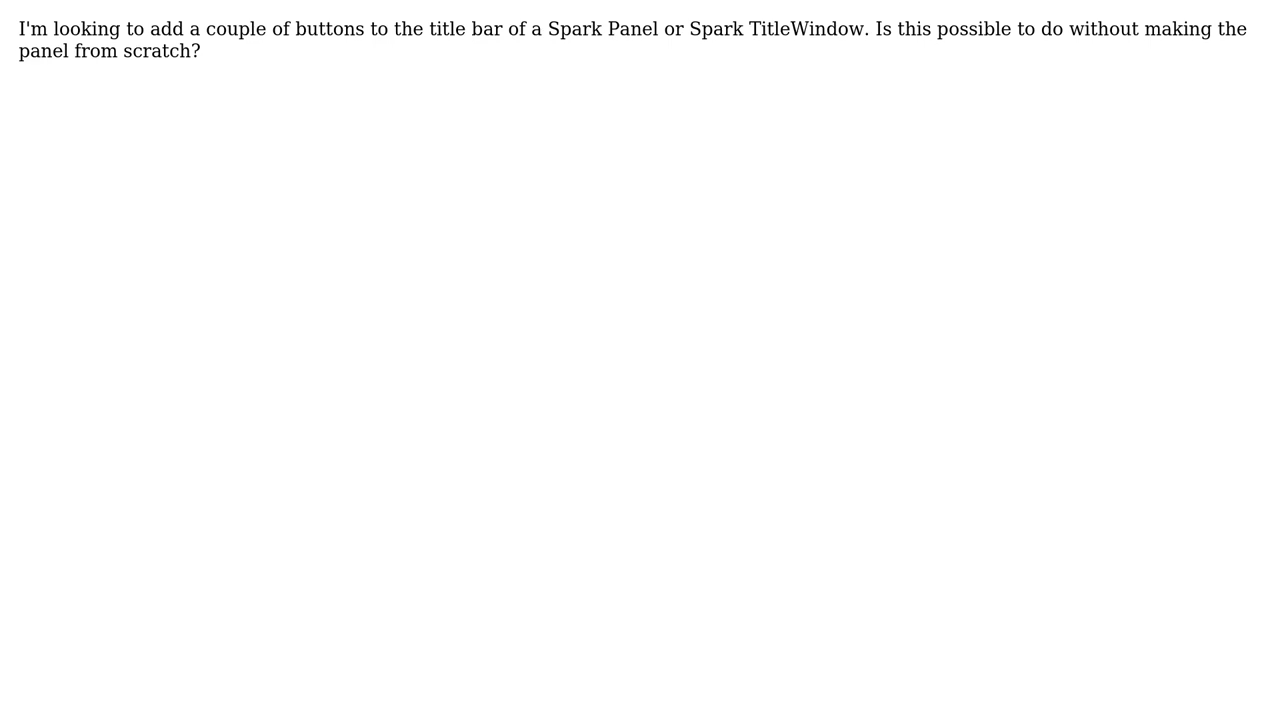 I'm looking to add a couple of buttons to the title bar of a Spark Panel or Spark TitleWindow. Is this possible to do without making the
panel from scratch?